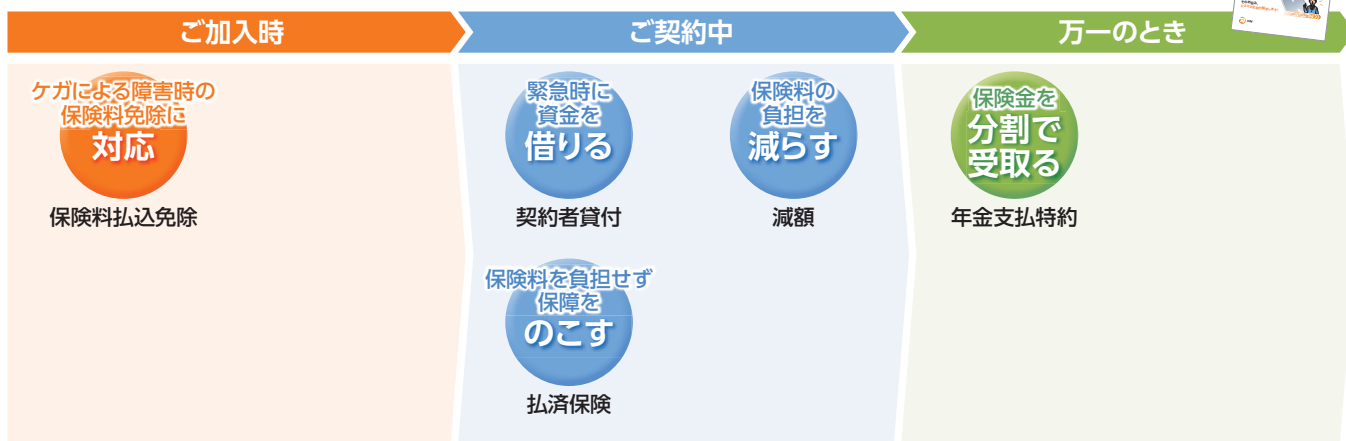 ご加入時
ご契約中
万一のとき
ケガによる障害時の
保険料免除に
対応
保険料払込免除
緊急時に
資金を
借りる
契約者貸付
保険料の
負担を
減らす
減額
保険料を負担せず
保障を
のこす
払済保険
保険金を
分割で
受取る
年金支払特約